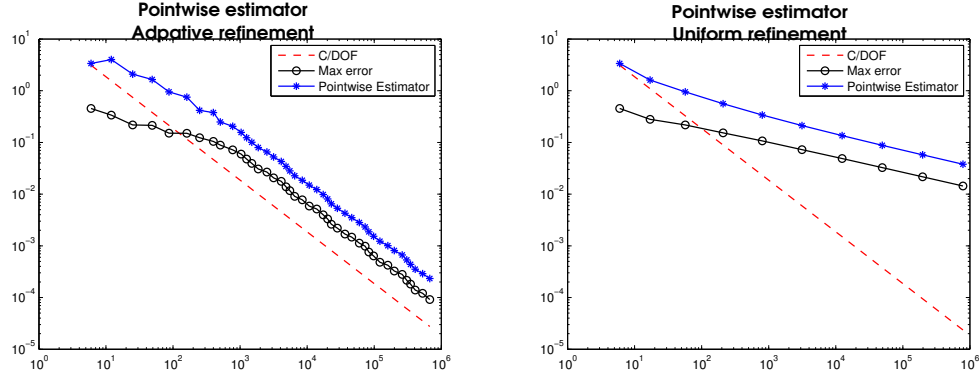 Pointwise estimator
Adpative refinement
C/DOF
Max error
Pointwise Estimator
10^1
10^0
10^-1
10^-2
10^-3
10^-4
10^-5
10^0 10^1 10^2 10^3 10^4 10^5 10^6
Pointwise estimator
Uniform refinement
C/DOF
Max error
Pointwise Estimator
10^1
10^0
10^-1
10^-2
10^-3
10^-4
10^-5
10^0 10^1 10^2 10^3 10^4 10^5 10^6